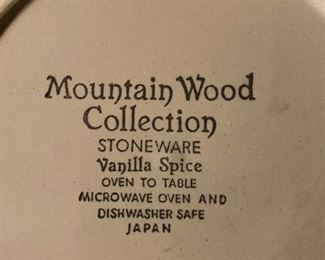 Mountain Wood
Collection
STONEWARE
Vanilla Spice
OVEN TO TABLE
MICROWAVE OVEN AND
DISHWASHER SAFE
JAPAN